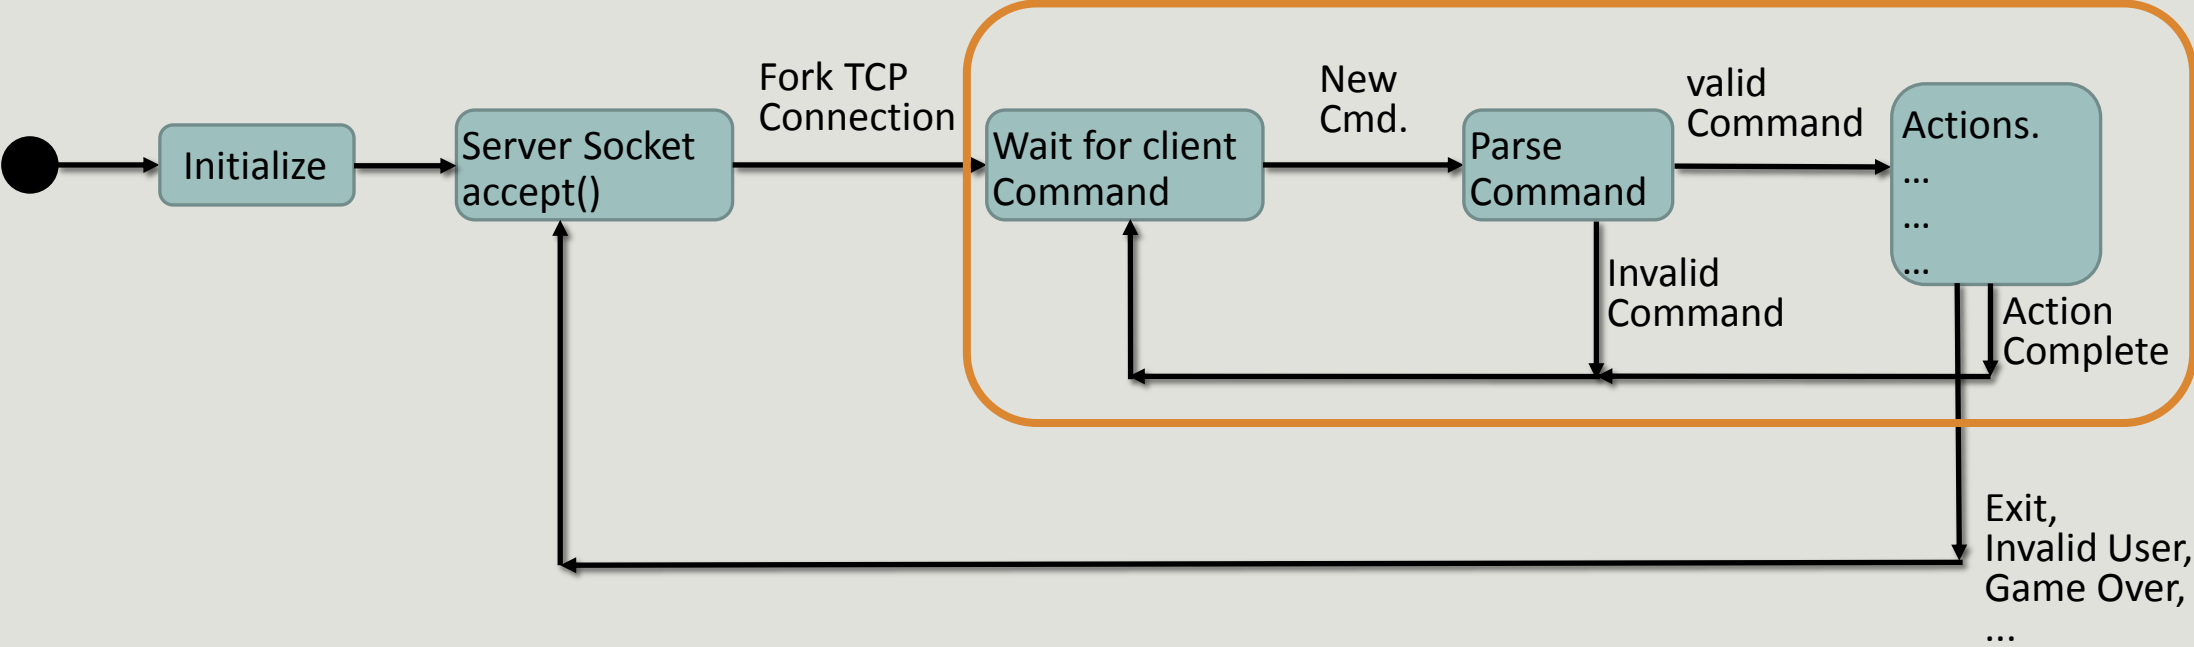 Initialize
Server Socket
accept()
Fork TCP
Connection
Wait for client
Command
New
Cmd.
Parse
Command
valid
Command
Actions.
...
...
...
Invalid
Command
Action
Complete
Exit,
Invalid User,
Game Over,
...